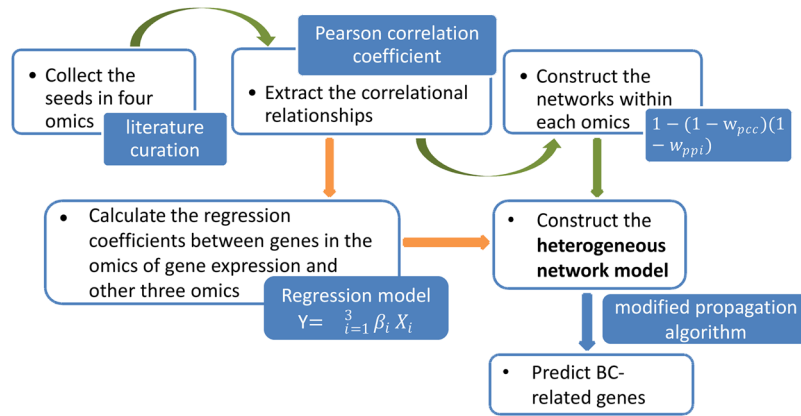 Pearson correlation
coefficient
• Collect the
seeds in four
omics
literature
curation
• Extract the correlational
relationships
• Construct the
networks within
each omics
1 − (1 − w_pcc)(1
− w_ppi)
• Calculate the regression
coefficients between genes in the
omics of gene expression and
other three omics
Regression model
Y= ³ᵢ₌₁ βᵢ Xᵢ
• Construct the
heterogeneous
network model
modified propagation
algorithm
• Predict BC-
related genes